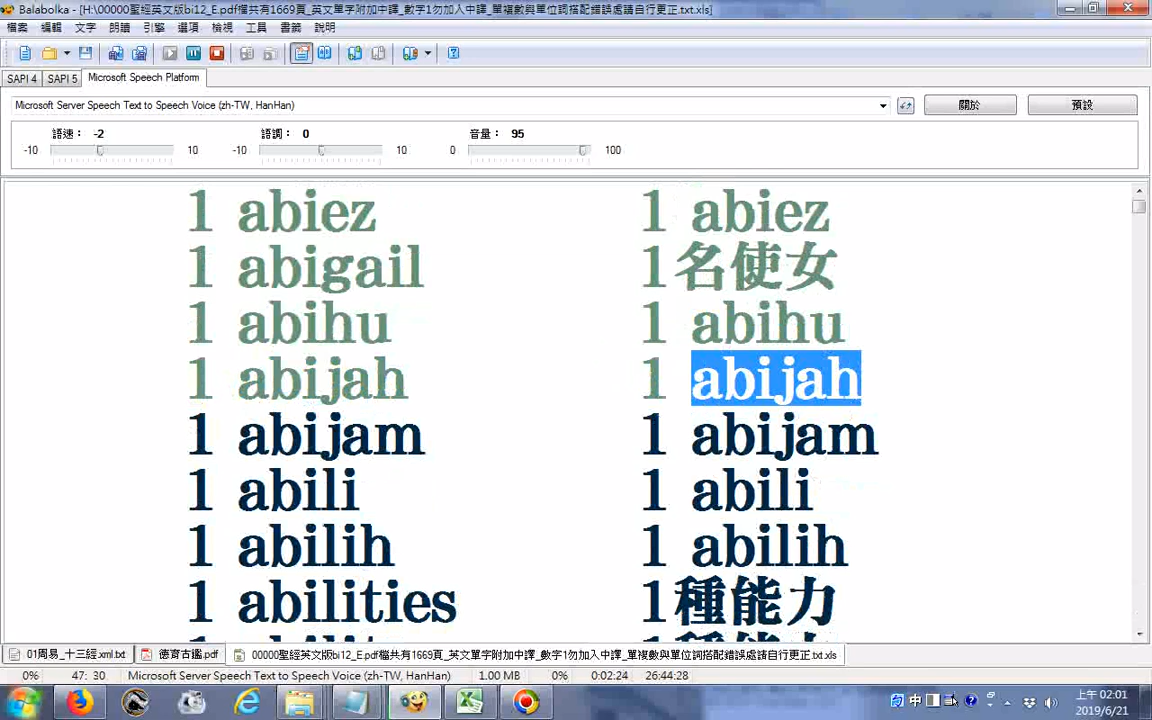 Balabolka - [H:\00000聖經英文版bi12_E.pdf檔共有1669頁_英文單字附加中譯_數字1勿加入中譯_單複數與單位詞搭配錯誤處請自行更正.txt.xls]
檔案 編輯 文字 朗讀 引擎 選項 檢視 工具 書籤 說明
SAPI 4 SAPI 5 Microsoft Speech Platform
Microsoft Server Speech Text to Speech Voice (zh-TW, HanHan) 關於 預設
語速： -2 語調： 0 音量： 95
-10 10 -10 10 0 100
1 abiez 1 abiez
1 abigail 1名使女
1 abihu 1 abihu
1 abijah 1 abijah
1 abijam 1 abijam
1 abili 1 abili
1 abilih 1 abilih
1 abilities 1種能力
01周易_十三經.xml.txt 德育古鑑.pdf 00000聖經英文版bi12_E.pdf檔共有1669頁_英文單字附加中譯_數字1勿加入中譯_單複數與單位詞搭配錯誤處請自行更正.txt.xls
0% 47: 30 Microsoft Server Speech Text to Speech Voice (zh-TW, HanHan) 1.00 MB 0% 0:02:24 26:44:28
中 上午 02:01
2019/6/21